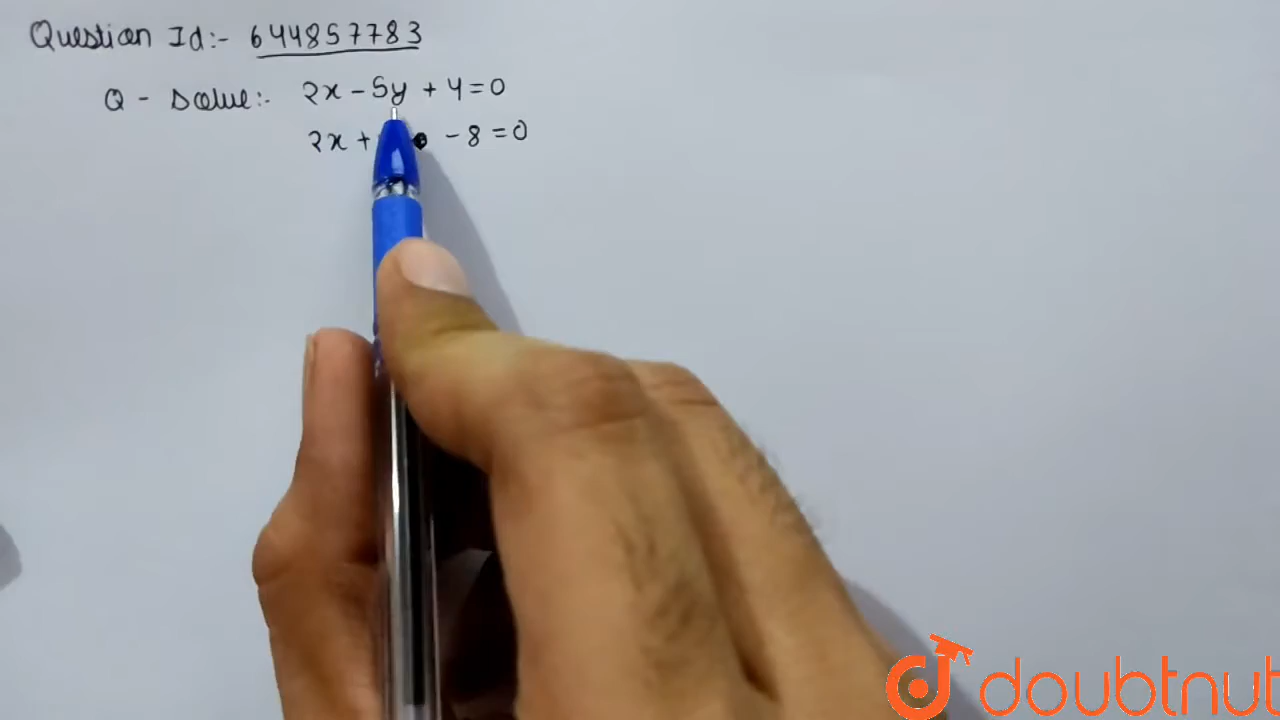 Question Id:- 644857783
Q - Solve:- 2x - 5y + 4 = 0
2x + - 8 = 0
doubtnut